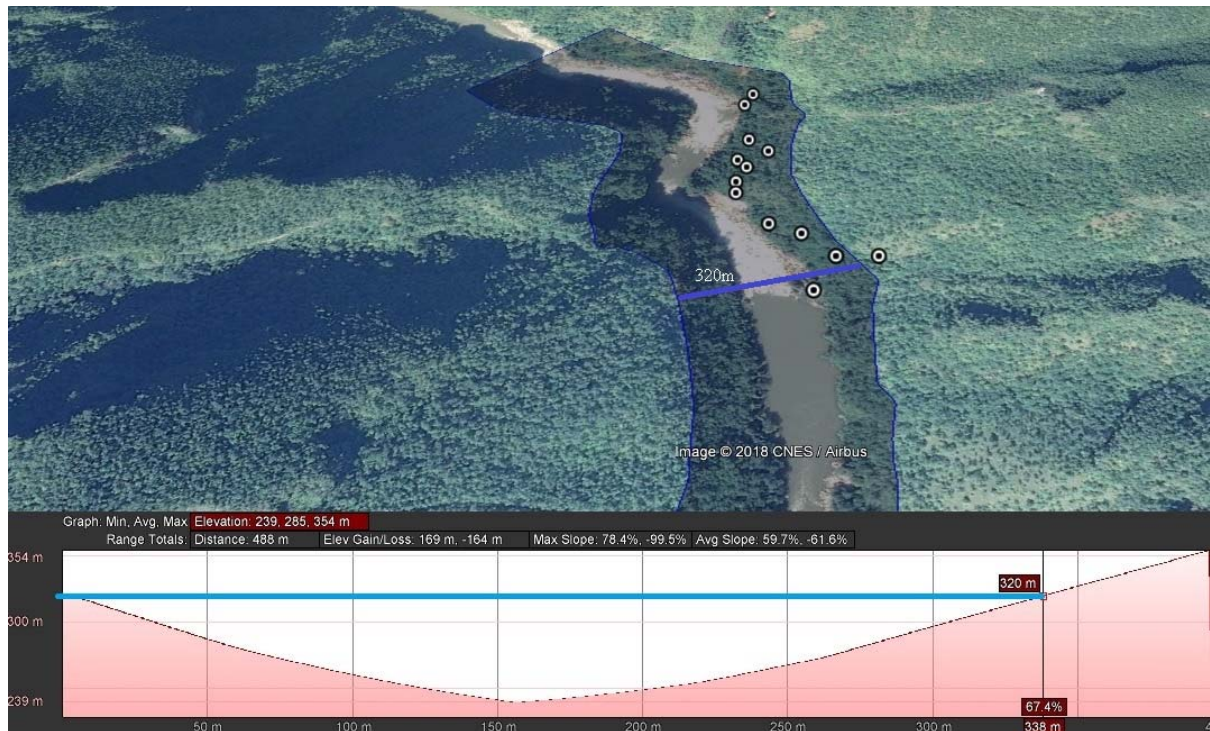 320m
Image © 2018 CNES / Airbus
Graph: Min, Avg, Max Elevation: 239, 285, 354 m
Range Totals: Distance: 488 m Elev Gain/Loss: 169 m, -164 m Max Slope: 78.4%, -99.5% Avg Slope: 59.7%, -61.6%
354 m
320 m
300 m
239 m
67.4%
50 m 100 m 150 m 200 m 250 m 300 m 338 m